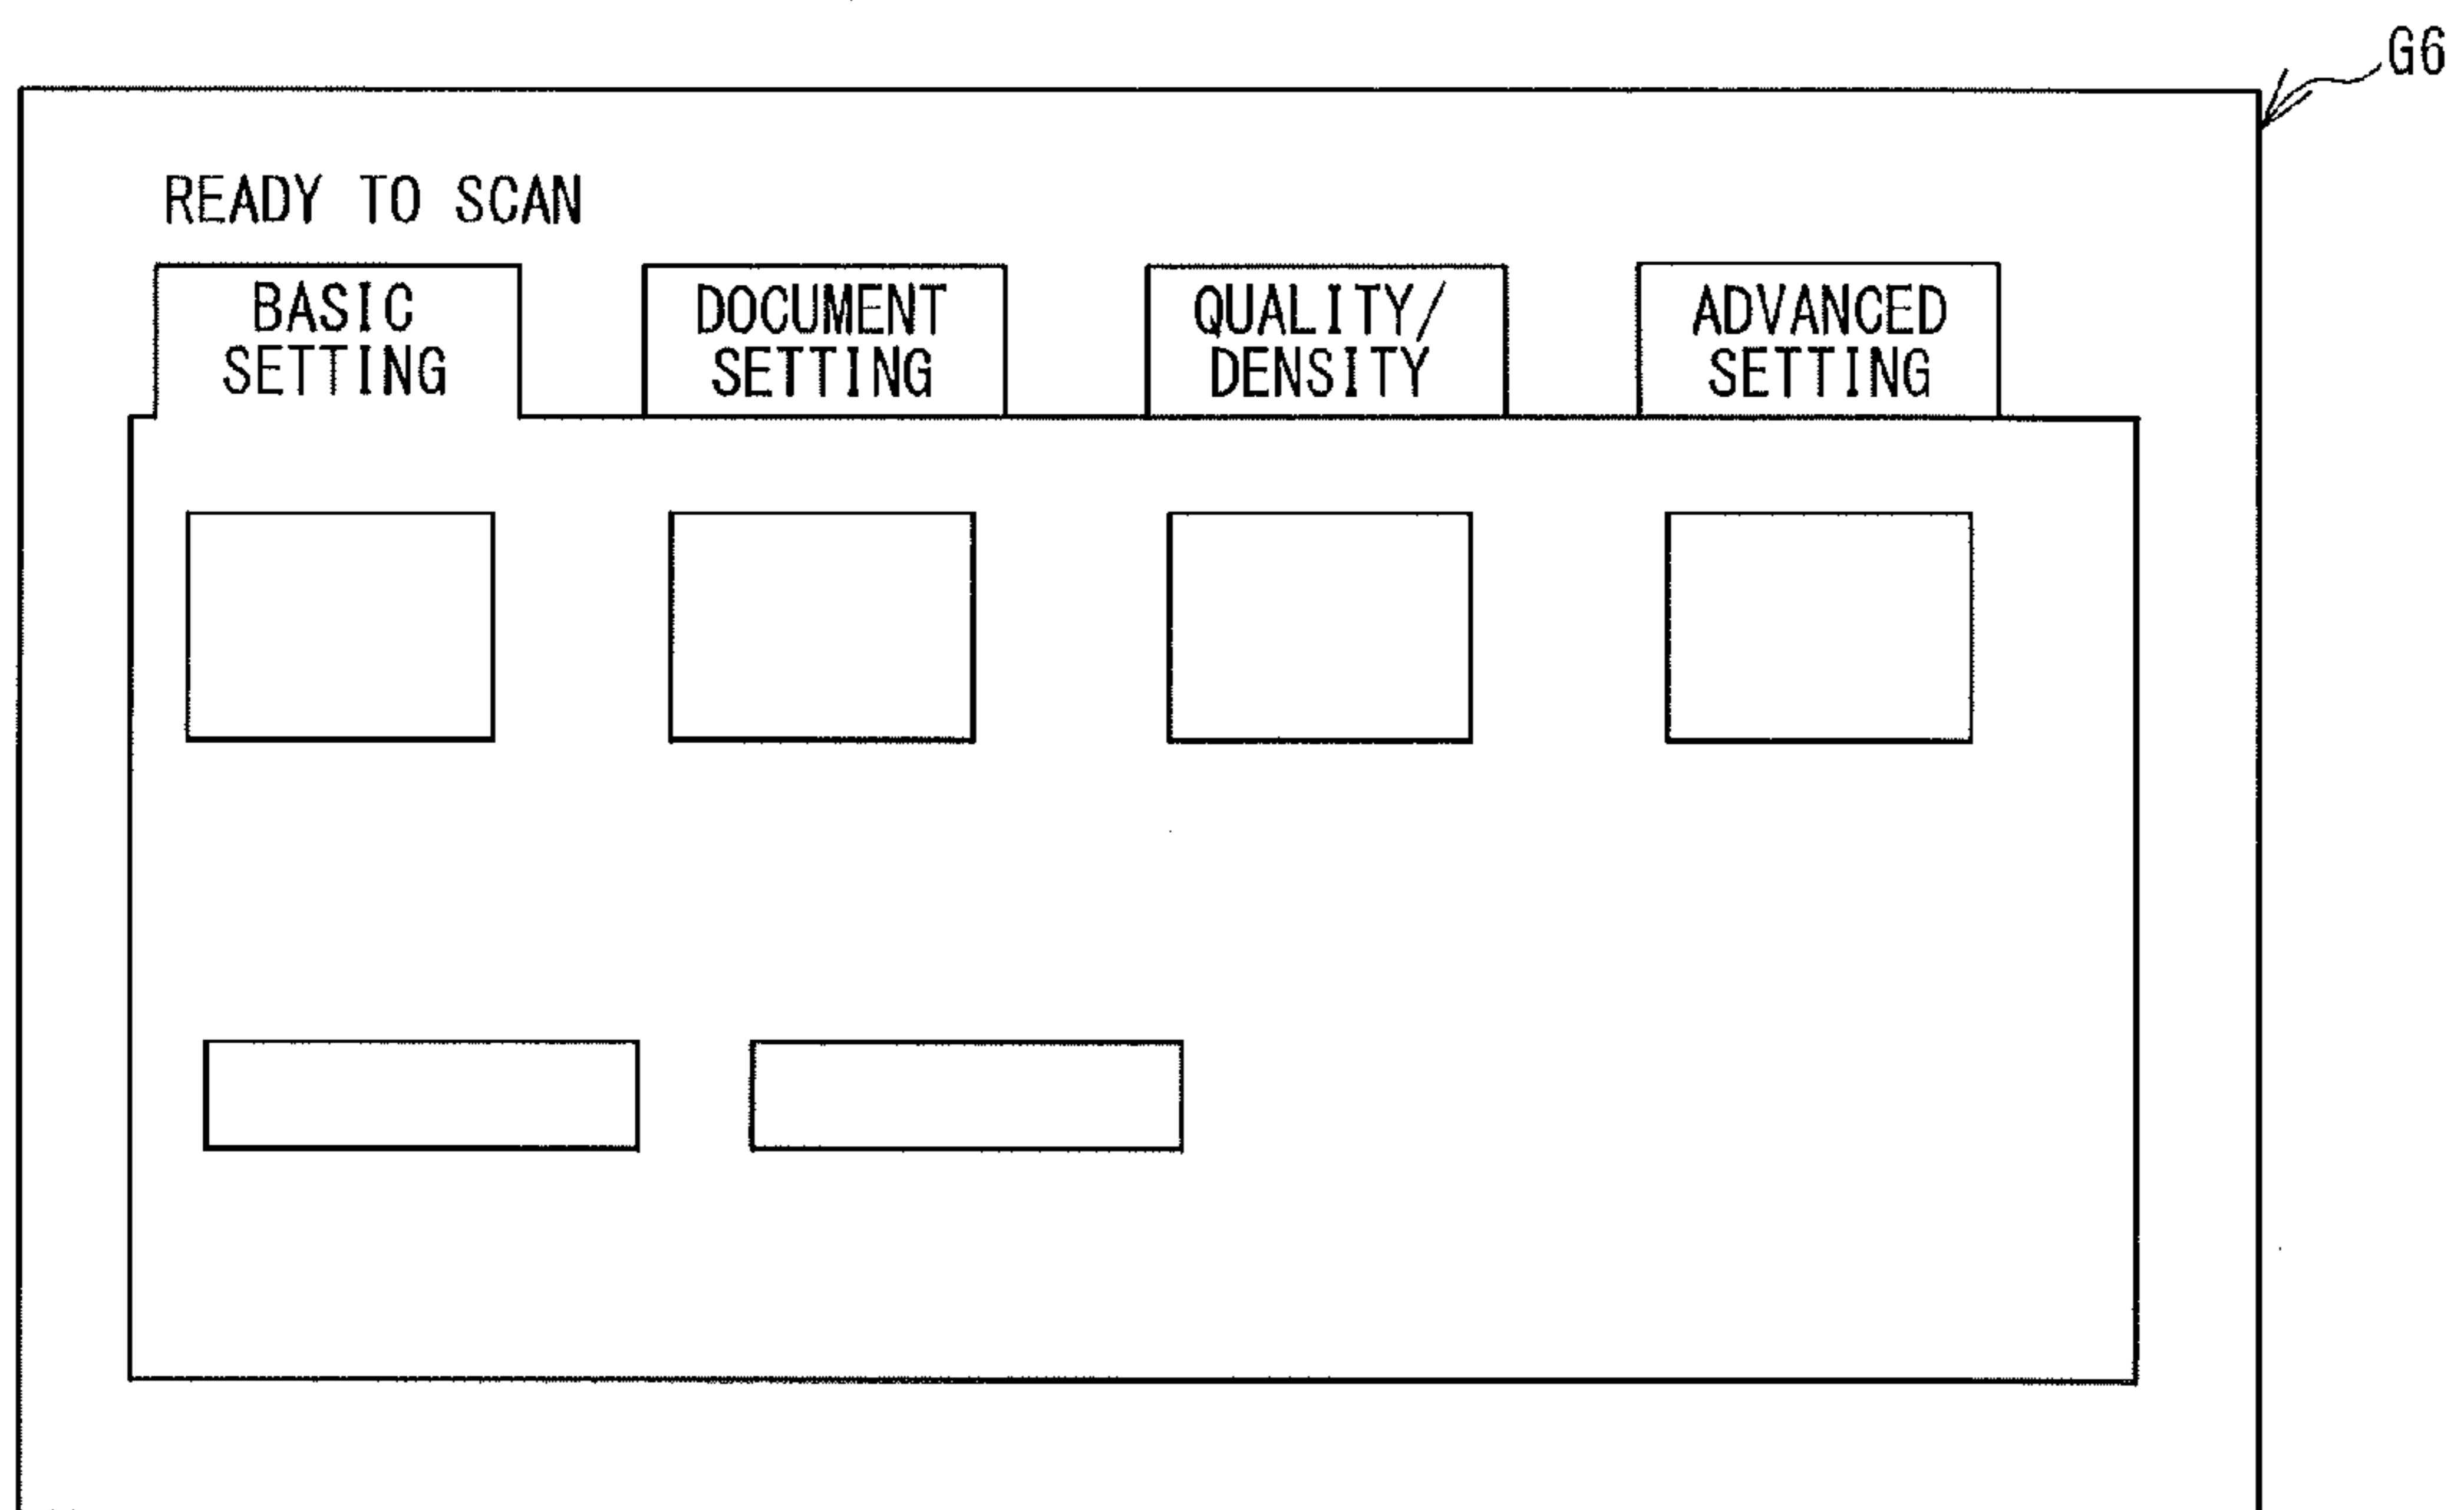 G6
READY TO SCAN
BASIC
SETTING
DOCUMENT
SETTING
QUALITY/
DENSITY
ADVANCED
SETTING